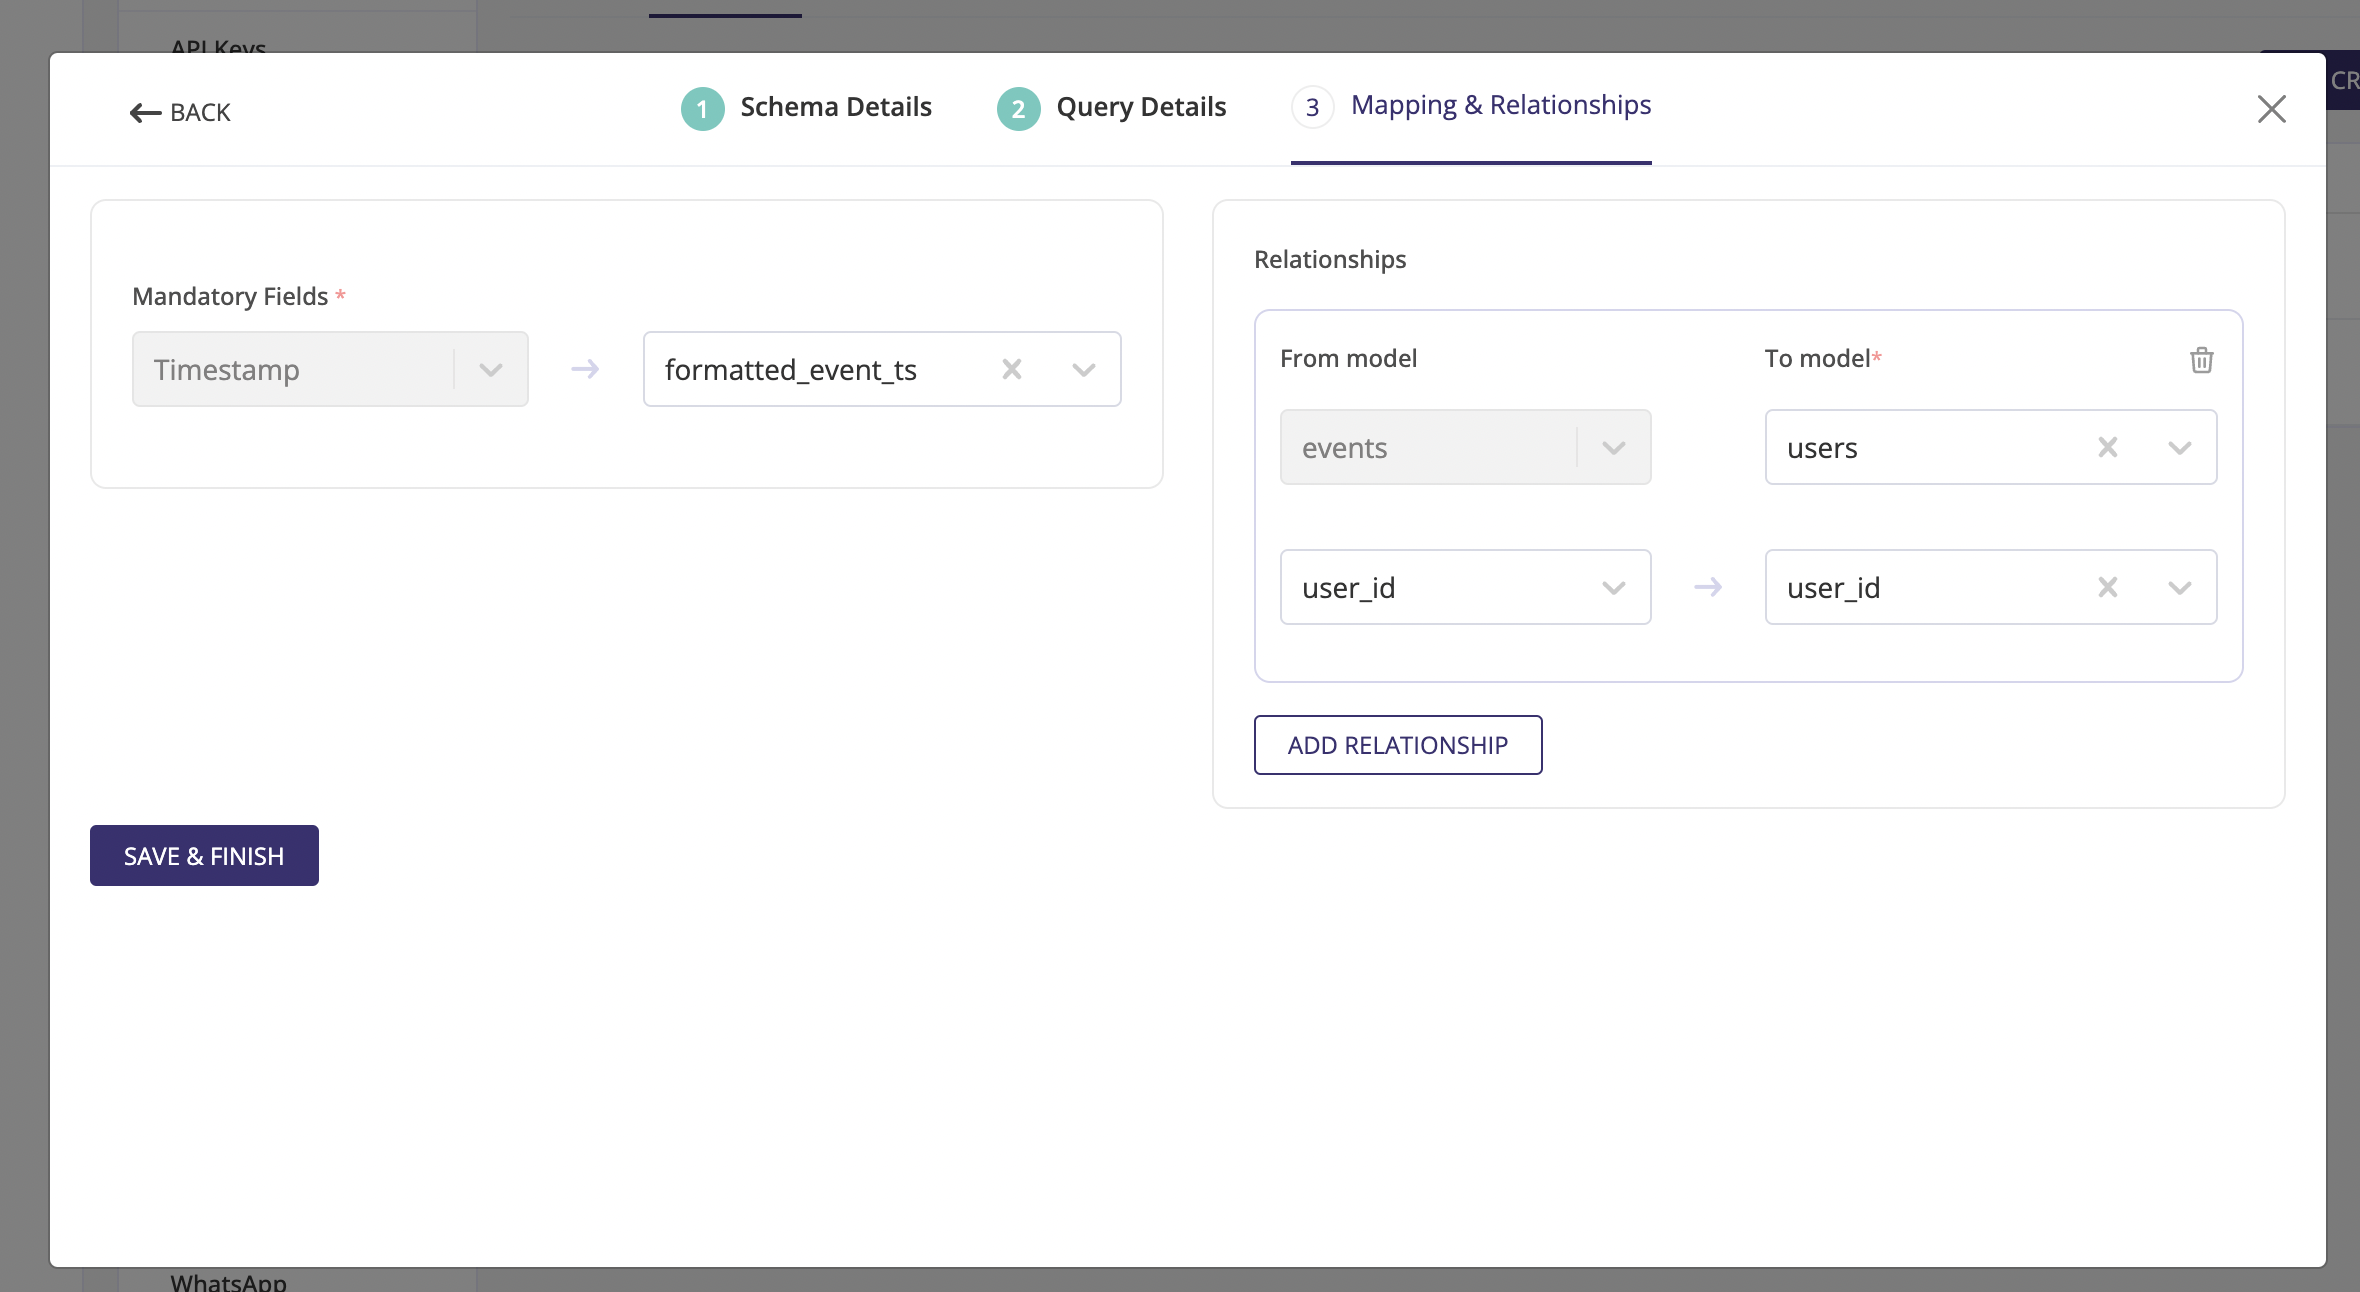 API Keys
CR
BACK
1 Schema Details
2 Query Details
3 Mapping & Relationships
Mandatory Fields *
Timestamp
formatted_event_ts
Relationships
From model
To model*
events
users
user_id
user_id
ADD RELATIONSHIP
SAVE & FINISH
WhatsApp